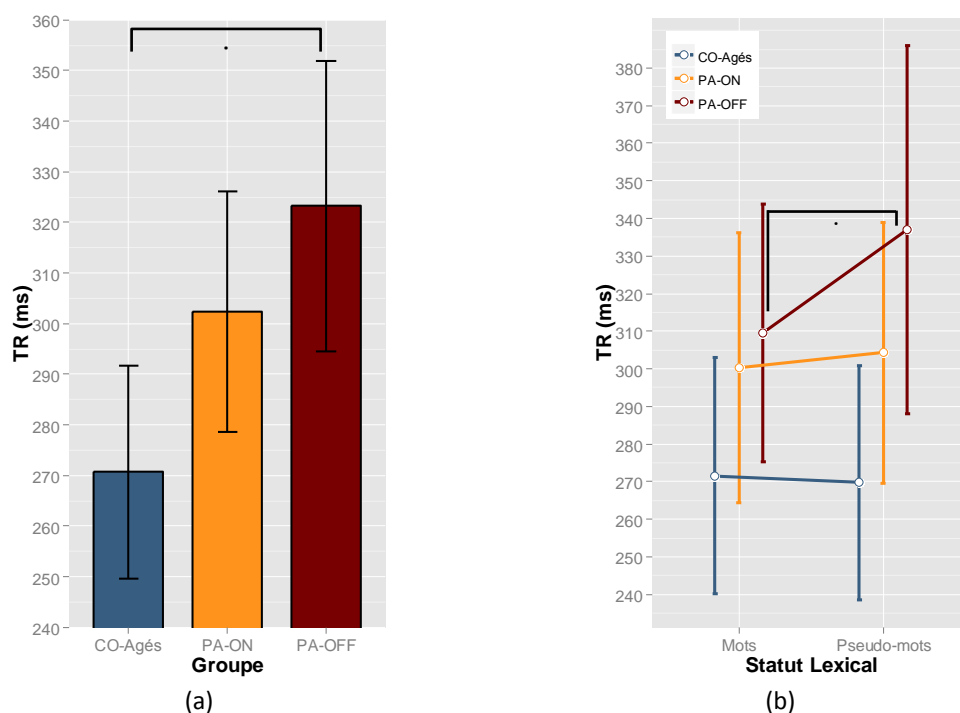 360
350
340
330
320
310
300
290
280
270
260
250
240
TR (ms)
CO-Agés
PA-ON
PA-OFF
Groupe
(a)
CO-Agés
PA-ON
PA-OFF
380
370
360
350
340
330
320
310
300
290
280
270
260
250
240
TR (ms)
Mots
Pseudo-mots
Statut Lexical
(b)